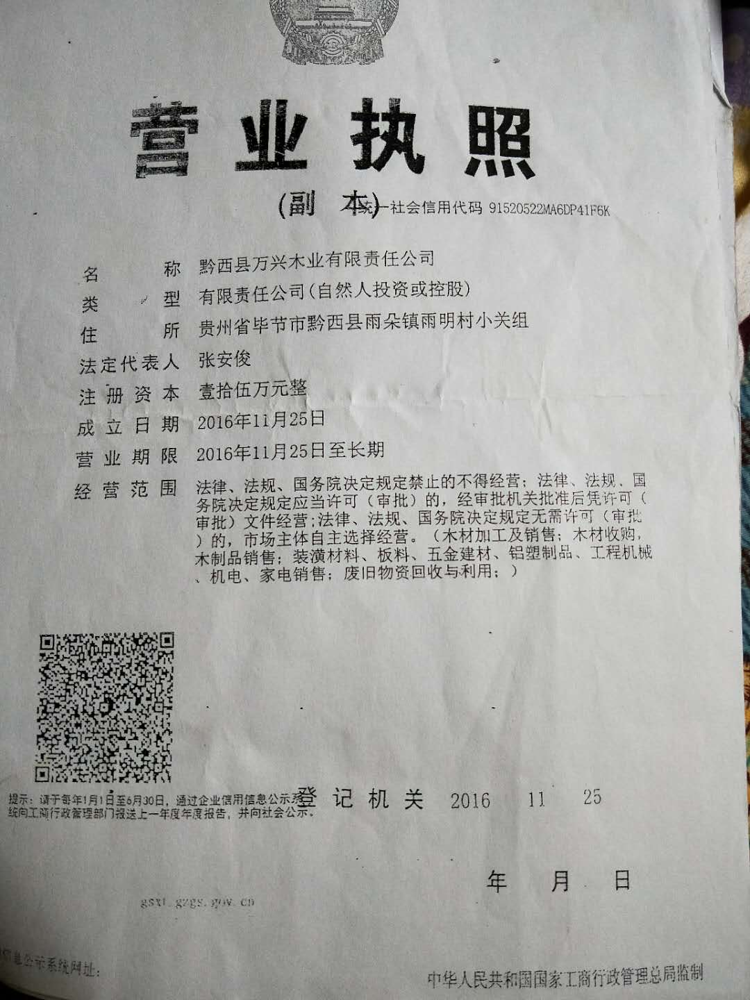 营业执照
(副 本)
统一社会信用代码 91520522MA6DP41F6K
名 称 黔西县万兴木业有限责任公司
类 型 有限责任公司(自然人投资或控股)
住 所 贵州省毕节市黔西县雨朵镇雨明村小关组
法定代表人 张安俊
注册资本 壹拾伍万元整
成立日期 2016年11月25日
营业期限 2016年11月25日至长期
经营范围 法律、法规、国务院决定规定禁止的不得经营；法律、法规、国
务院决定规定应当许可（审批）的，经审批机关批准后凭许可（
审批）文件经营;法律、法规、国务院决定规定无需许可（审批
）的，市场主体自主选择经营。（木材加工及销售；木材收购，
木制品销售；装潢材料、板料、五金建材、铝塑制品、工程机械
、机电、家电销售；废旧物资回收与利用；）
提示：请于每年1月1日至6月30日，通过企业信用信息公示系
统向工商行政管理部门报送上一年度年度报告，并向社会公示。
登记机关 2016 11 25
年 月 日
gsxt.gzgs.gov.cn
信息公示系统网址：
中华人民共和国国家工商行政管理总局监制